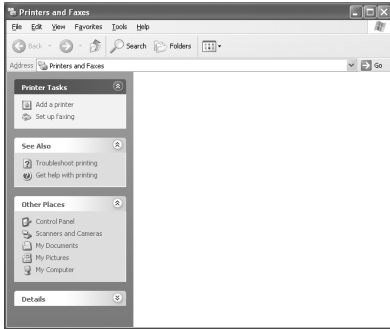 Printers and Faxes
File Edit View Favorites Tools Help
Back Search Folders
Address Printers and Faxes Go
Printer Tasks
Add a printer
Set up faxing
See Also
Troubleshoot printing
Get help with printing
Other Places
Control Panel
Scanners and Cameras
My Documents
My Pictures
My Computer
Details